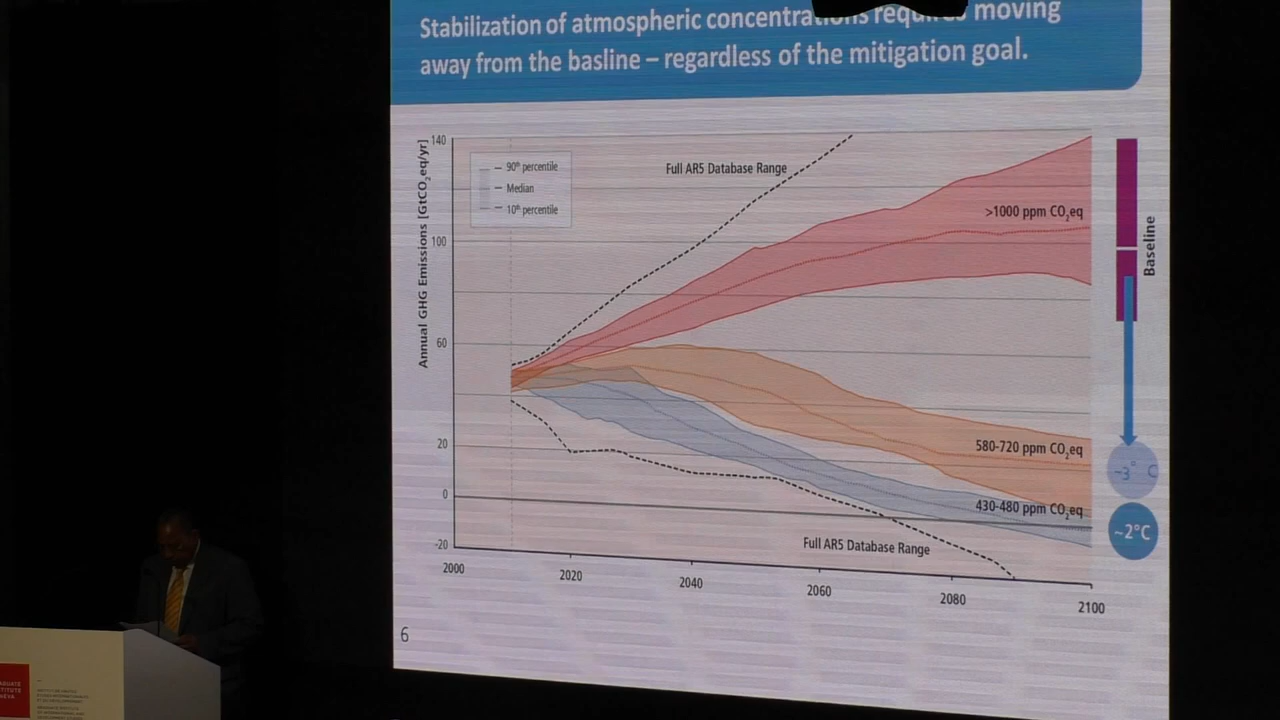 Stabilization of atmospheric concentrations requires moving
away from the basline – regardless of the mitigation goal.
Annual GHG Emissions [GtCO2eq/yr]
140
100
60
20
0
-20
90th percentile
Median
10th percentile
Full AR5 Database Range
>1000 ppm CO2eq
580-720 ppm CO2eq
430-480 ppm CO2eq
Full AR5 Database Range
2000
2020
2040
2060
2080
2100
Baseline
~3° C
~2°C
6